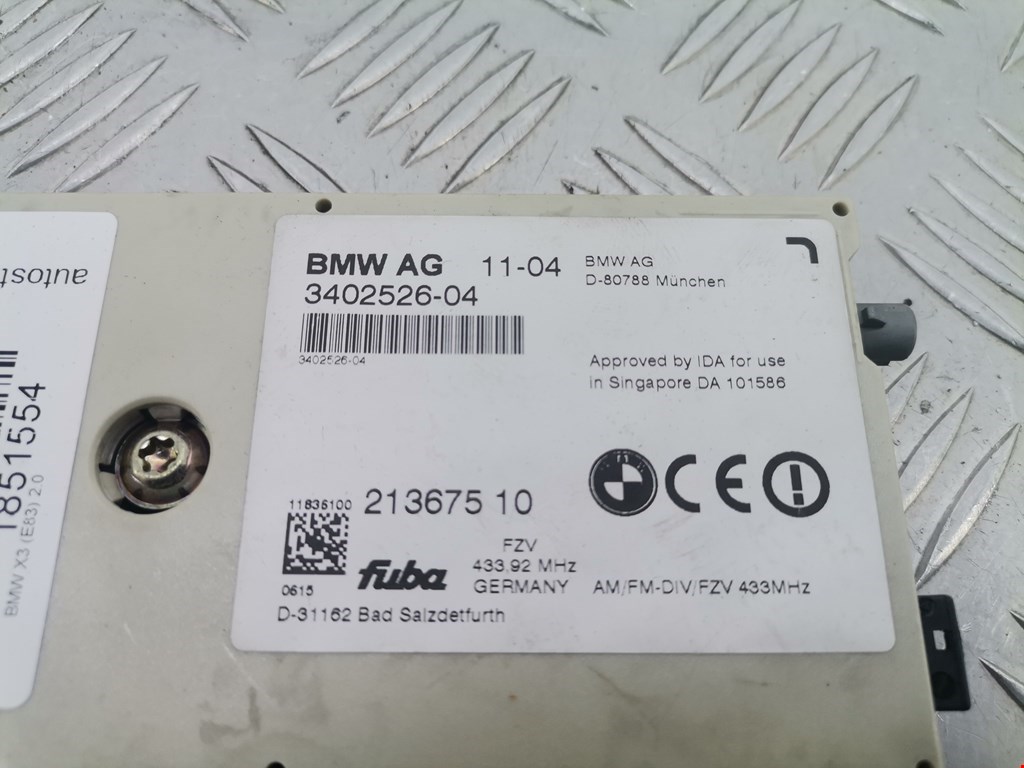 autost
1851554
BMW X3 (E83) 2.0
BMW AG 11-04
3402526-04
3402526-04
BMW AG
D-80788 München
Approved by IDA for use
in Singapore DA 101586
CE
11836100
213675 10
0615
fuba
FZV
433.92 MHz
GERMANY
AM/FM-DIV/FZV 433MHz
D-31162 Bad Salzdetfurth